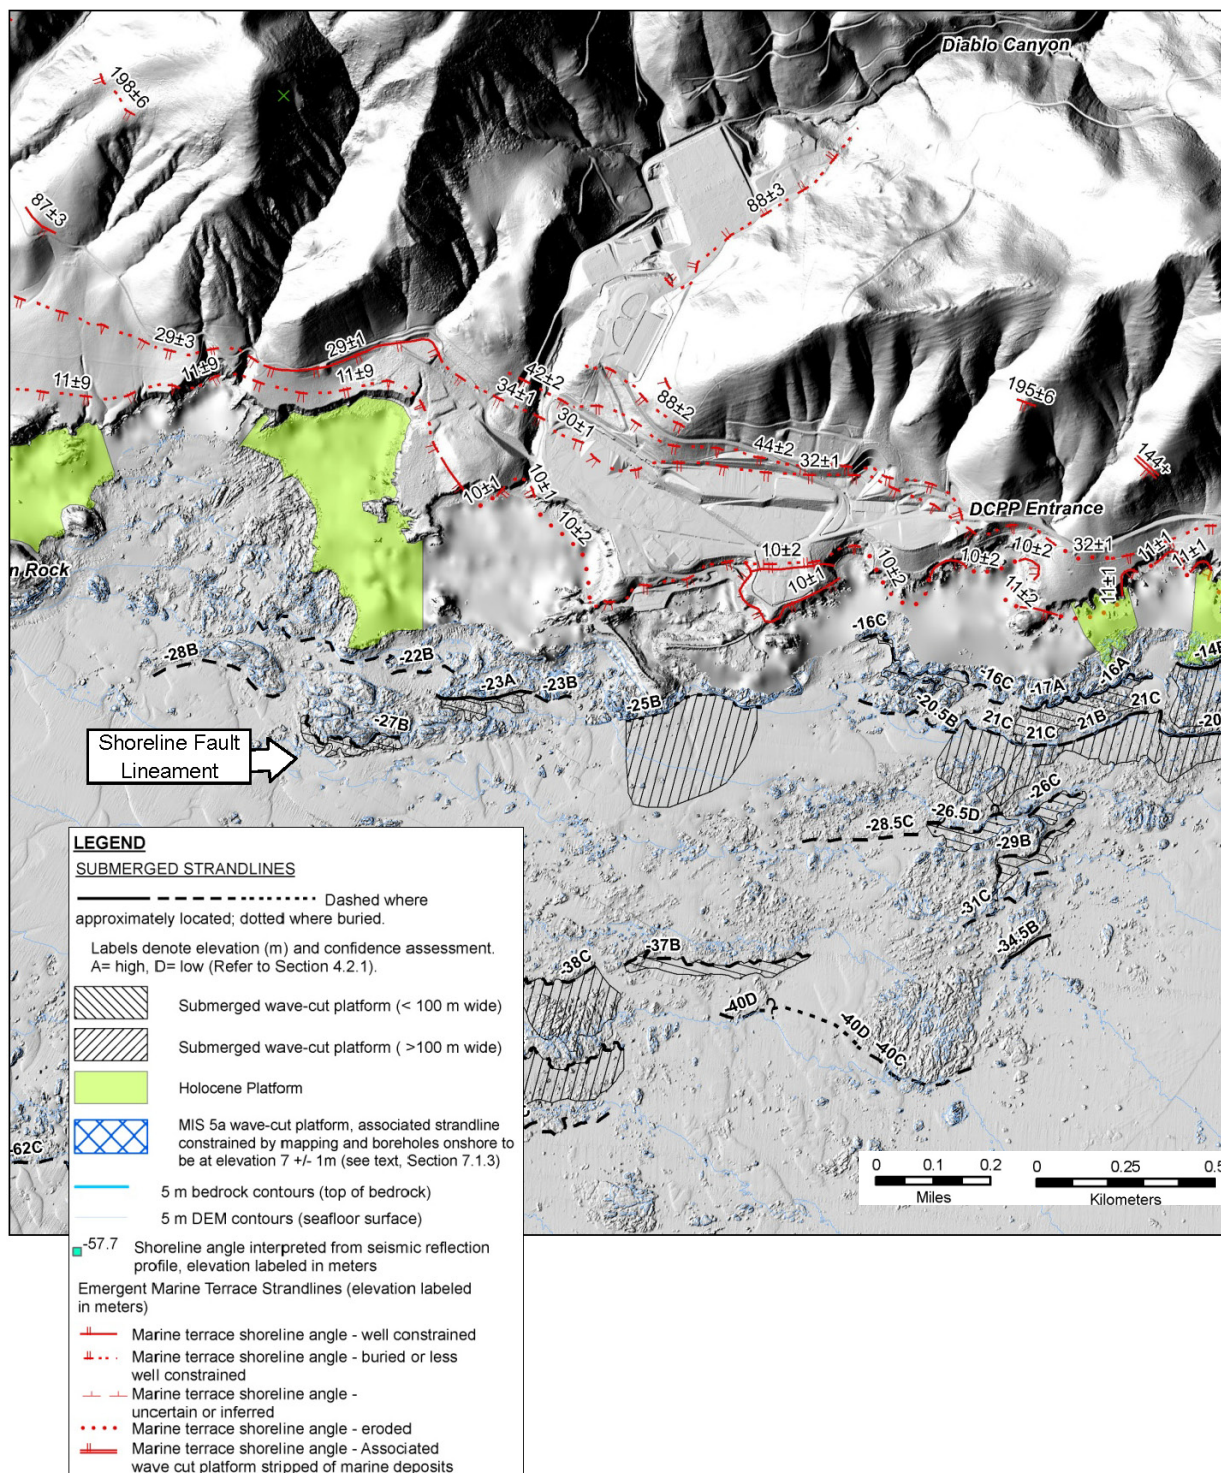 Diablo Canyon
198±6
87±3
88±3
29±3
29±1
11±9
11±9
11±9
42±2
34±1
30±1
88±2
44±2
32±1
195±6
144±
DCPP Entrance
10±1
10±1
10±2
10±2
10±1
10±2
10±2
10±2
11±2
32±1
11±1
11±1
11±1
n Rock
-28B
-22B
-23A
-23B
-25B
-27B
-16C
-16C
-17A
-16A
-14B
-20.5B
21C
21C
21B
21C
-20
Shoreline Fault
Lineament
-26C
-26.5D
-28.5C
-29B
-31C
-34.5B
-37B
-38C
-40D
?
-40D
-40C
?
-62C
LEGEND
SUBMERGED STRANDLINES
Dashed where
approximately located; dotted where buried.
Labels denote elevation (m) and confidence assessment.
A= high, D= low (Refer to Section 4.2.1).
Submerged wave-cut platform (< 100 m wide)
Submerged wave-cut platform ( >100 m wide)
Holocene Platform
MIS 5a wave-cut platform, associated strandline
constrained by mapping and boreholes onshore to
be at elevation 7 +/- 1m (see text, Section 7.1.3)
5 m bedrock contours (top of bedrock)
5 m DEM contours (seafloor surface)
-57.7 Shoreline angle interpreted from seismic reflection
profile, elevation labeled in meters
Emergent Marine Terrace Strandlines (elevation labeled
in meters)
Marine terrace shoreline angle - well constrained
Marine terrace shoreline angle - buried or less
well constrained
Marine terrace shoreline angle -
uncertain or inferred
Marine terrace shoreline angle - eroded
Marine terrace shoreline angle - Associated
wave cut platform stripped of marine deposits
0 0.1 0.2
Miles
0 0.25 0.5
Kilometers